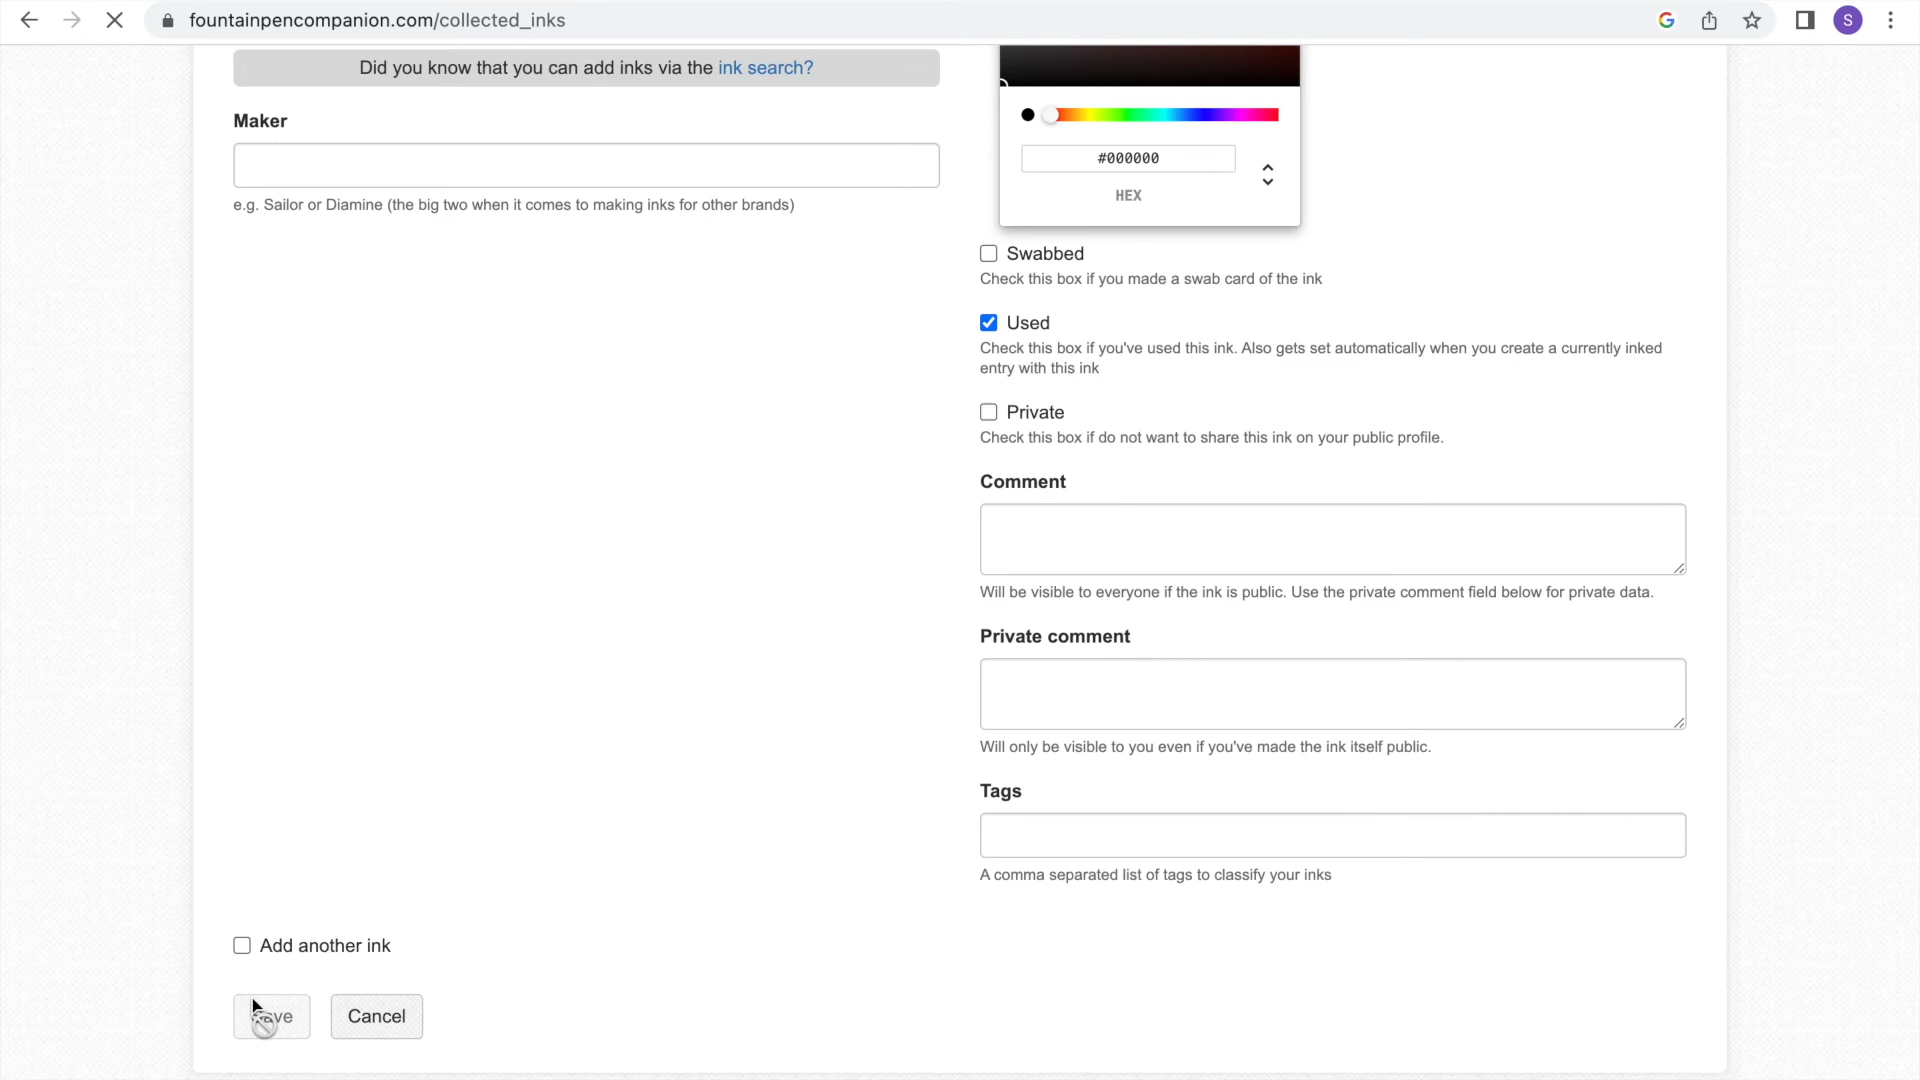 fountainpencompanion.com/collected_inks
S
Did you know that you can add inks via the ink search?
Maker
e.g. Sailor or Diamine (the big two when it comes to making inks for other brands)
#000000
HEX
Swabbed
Check this box if you made a swab card of the ink
Used
Check this box if you've used this ink. Also gets set automatically when you create a currently inked
entry with this ink
Private
Check this box if do not want to share this ink on your public profile.
Comment
Will be visible to everyone if the ink is public. Use the private comment field below for private data.
Private comment
Will only be visible to you even if you've made the ink itself public.
Tags
A comma separated list of tags to classify your inks
Add another ink
Cancel